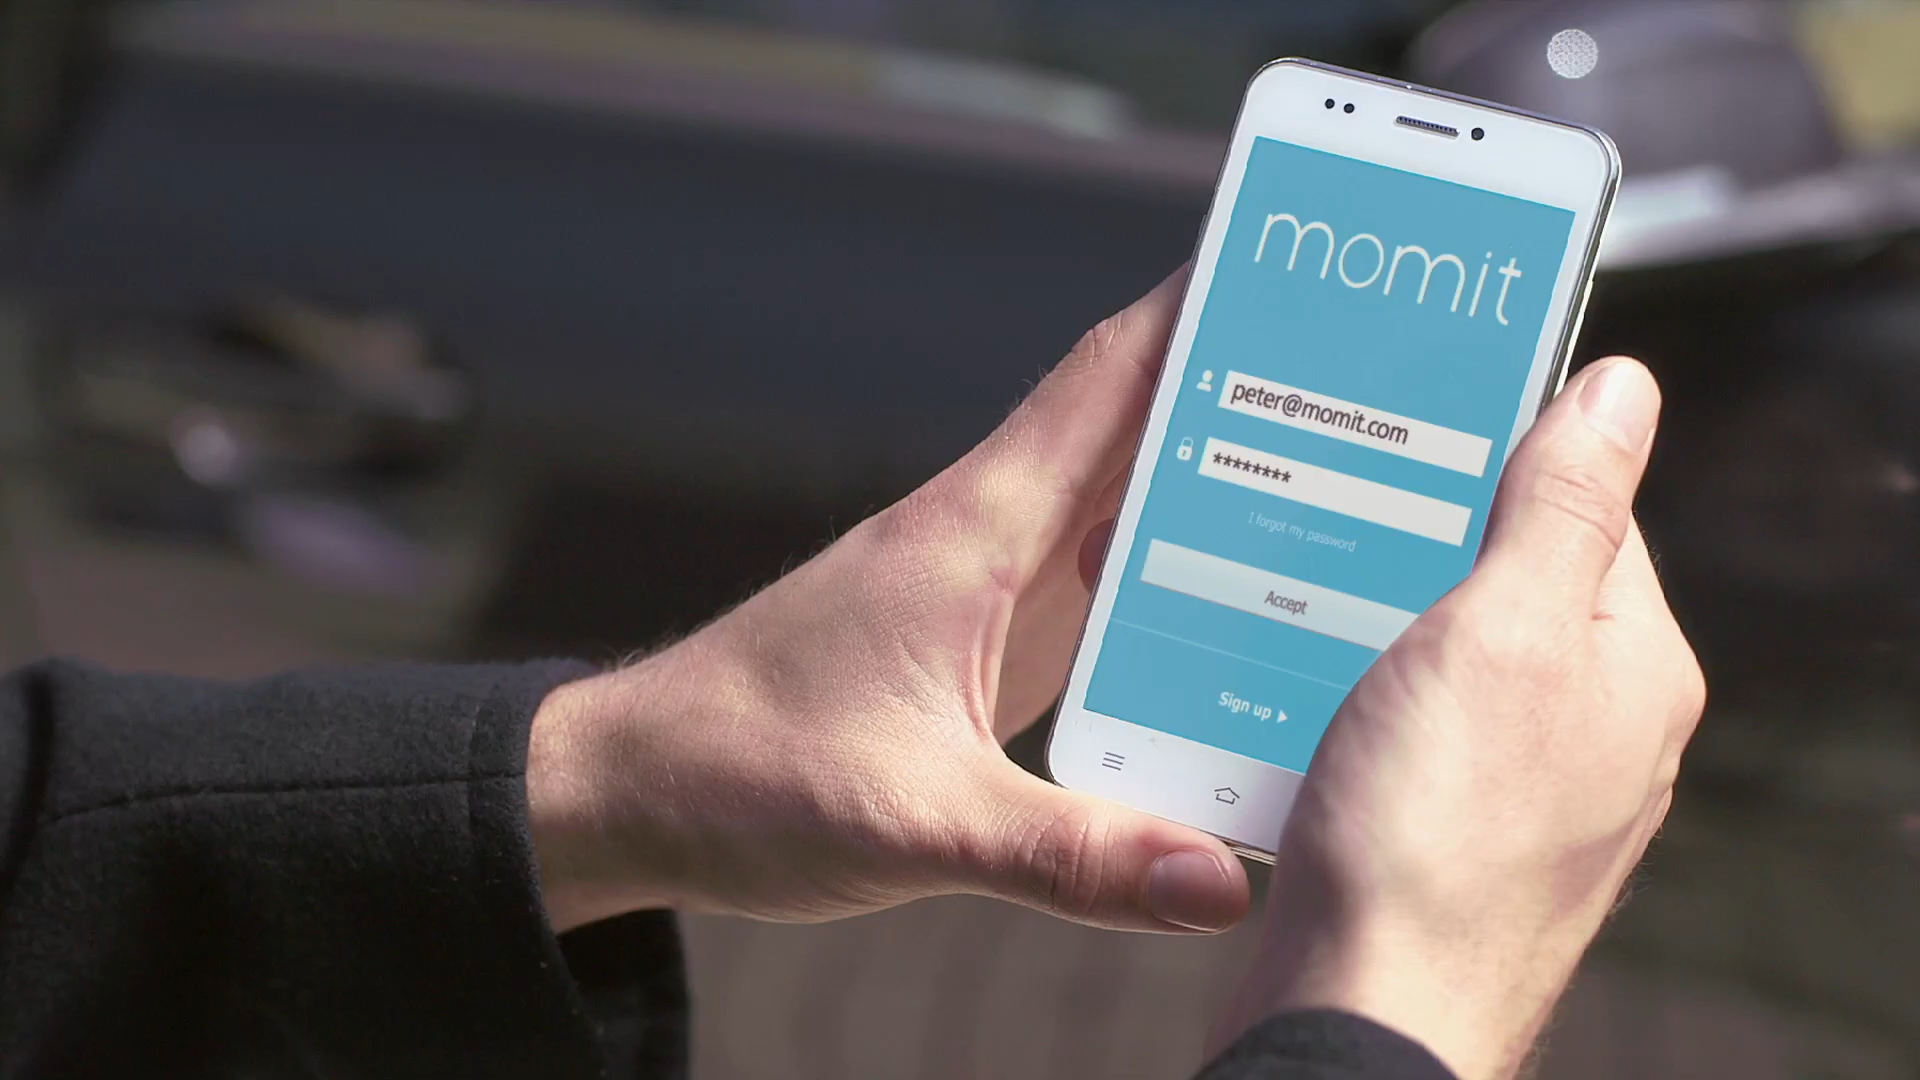 momit
peter@momit.com
********
I forgot my password
Accept
Sign up